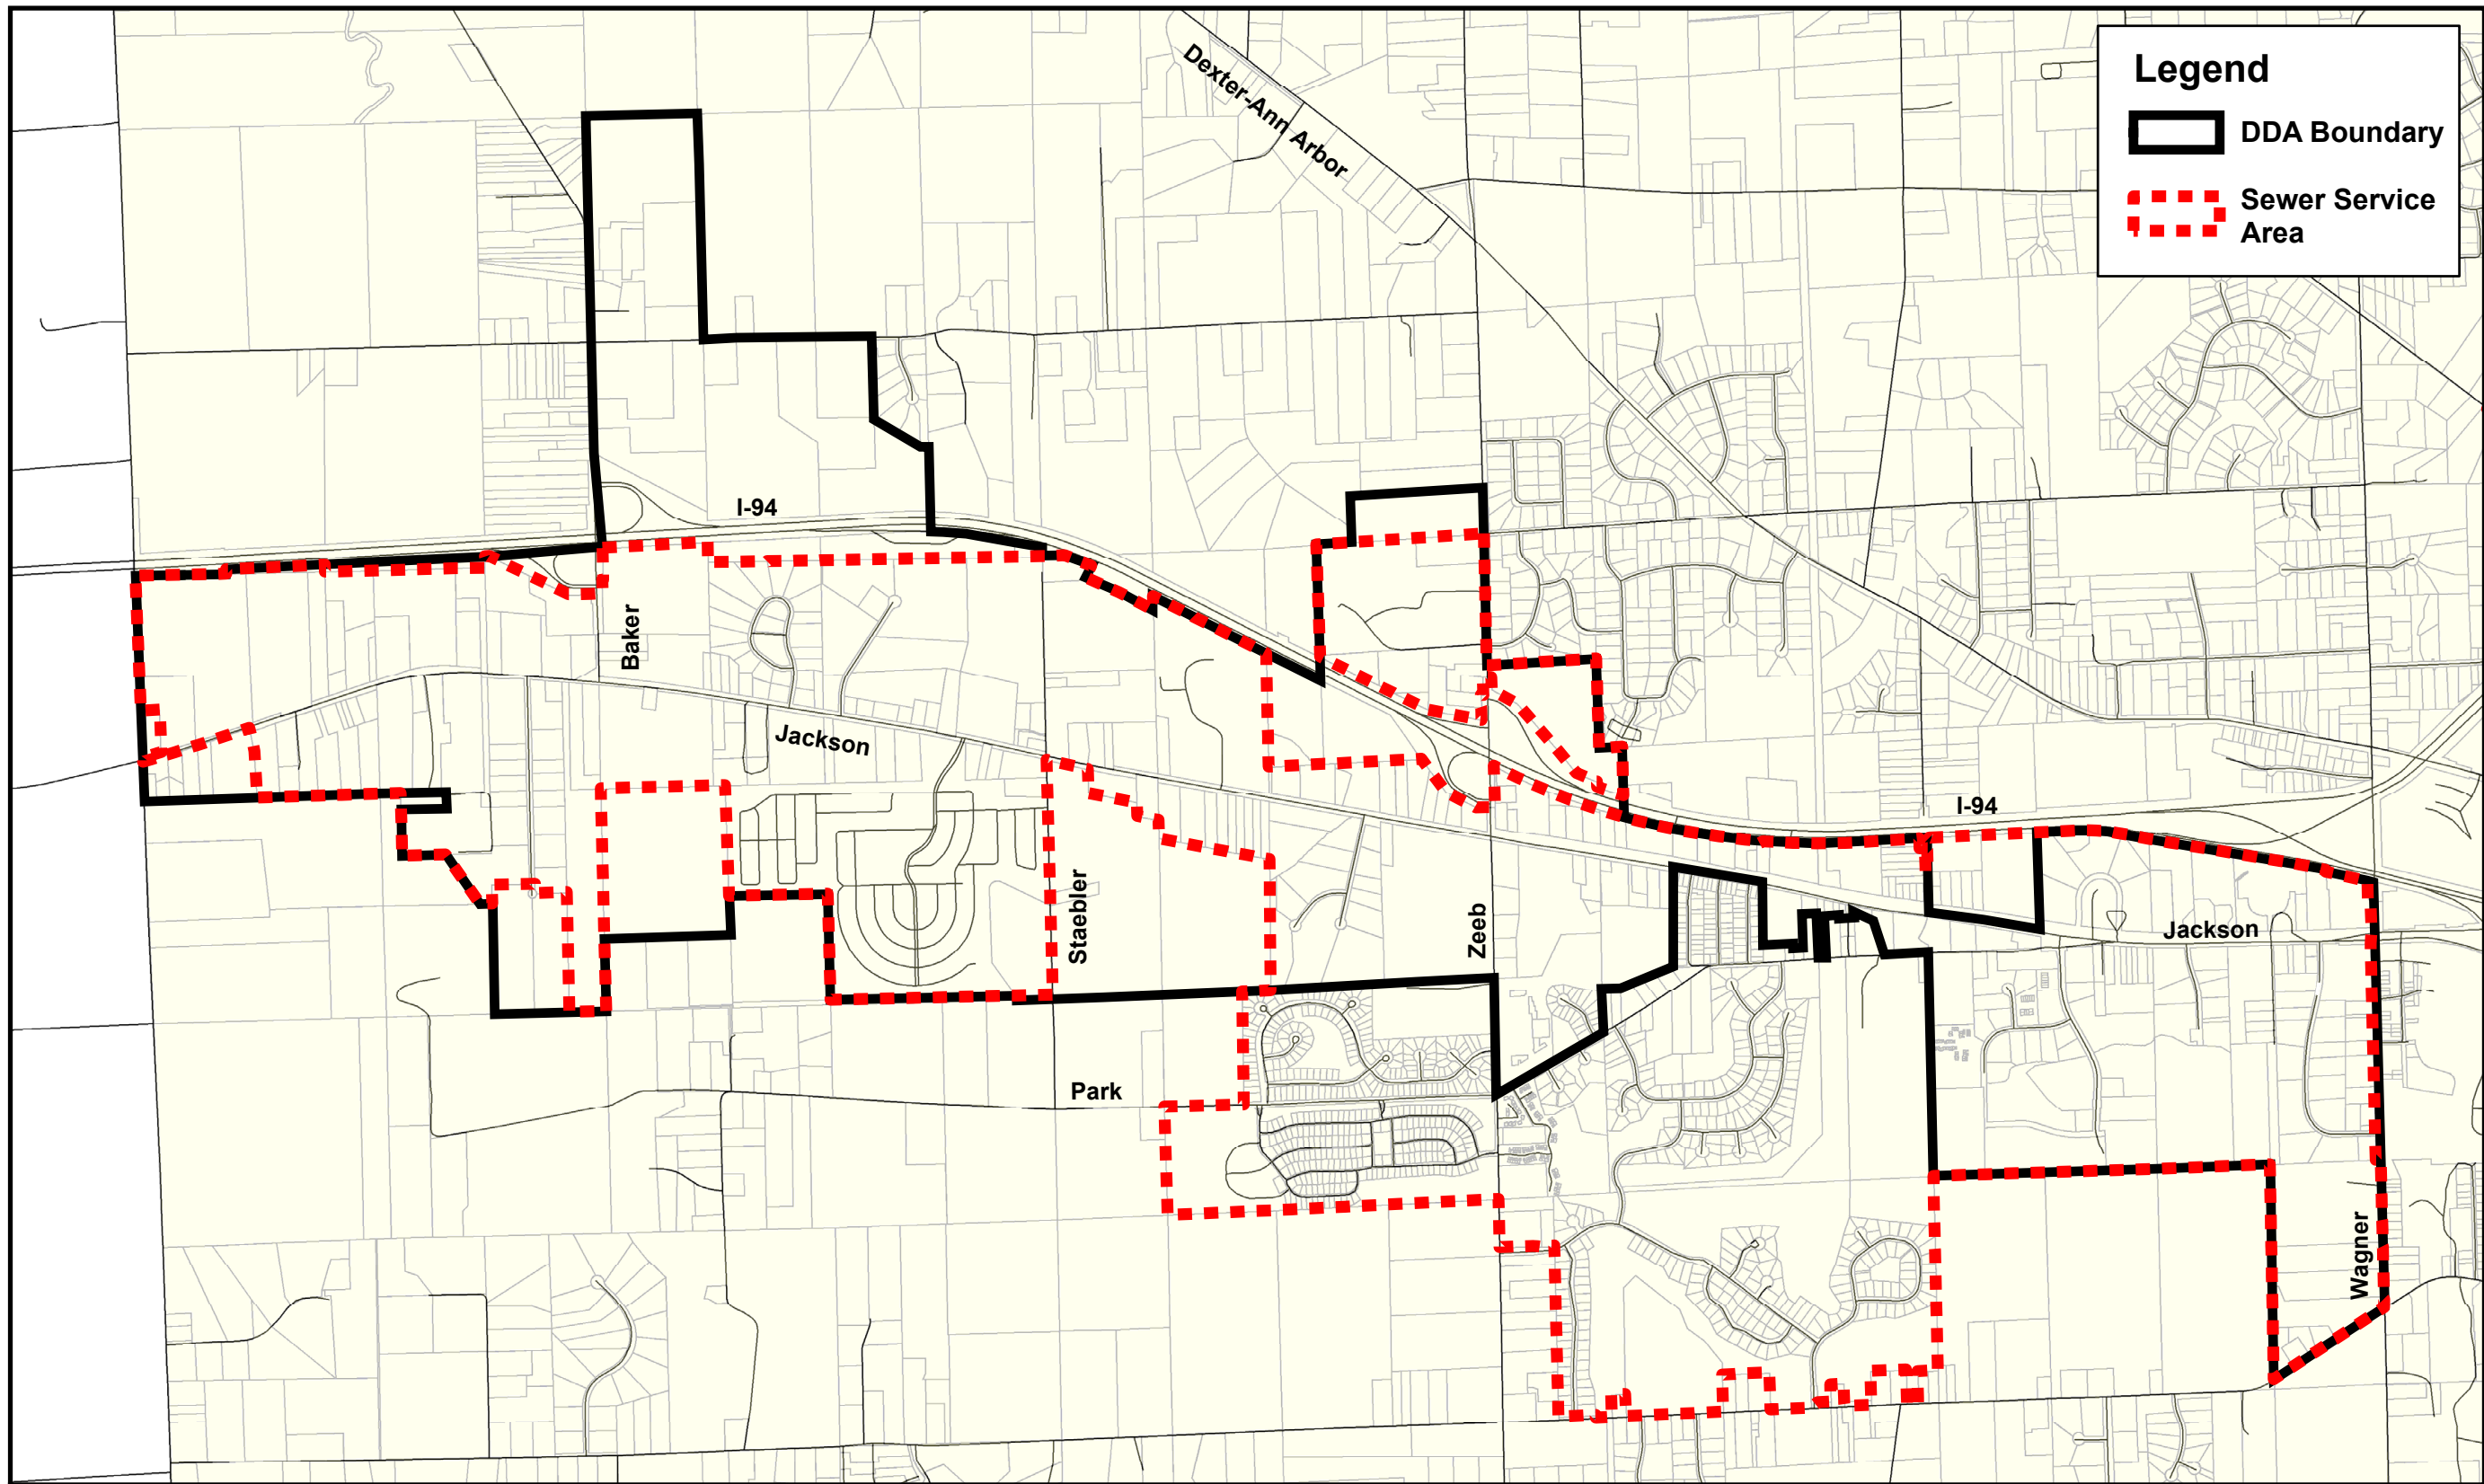 Dexter-Ann Arbor
Legend
DDA Boundary
Sewer Service
Area
I-94
Baker
Jackson
I-94
Staebler
Zeeb
Jackson
Park
Wagner